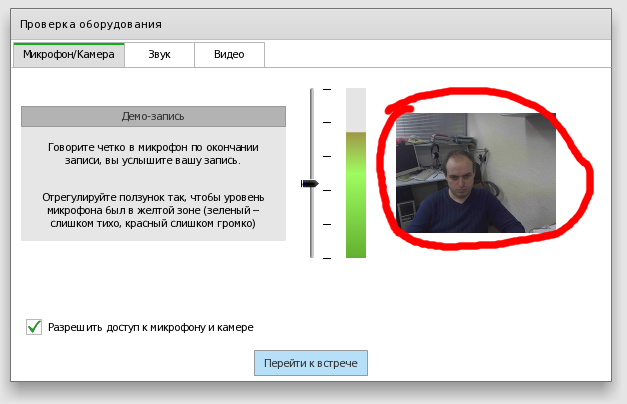 Проверка оборудования
Микрофон/Камера
Звук
Видео
Демо-запись
Говорите четко в микрофон по окончании
записи, вы услышите вашу запись.
Отрегулируйте ползунок так, чтобы уровень
микрофона был в желтой зоне (зеленый –
слишком тихо, красный слишком громко)
Разрешить доступ к микрофону и камере
Перейти к встрече